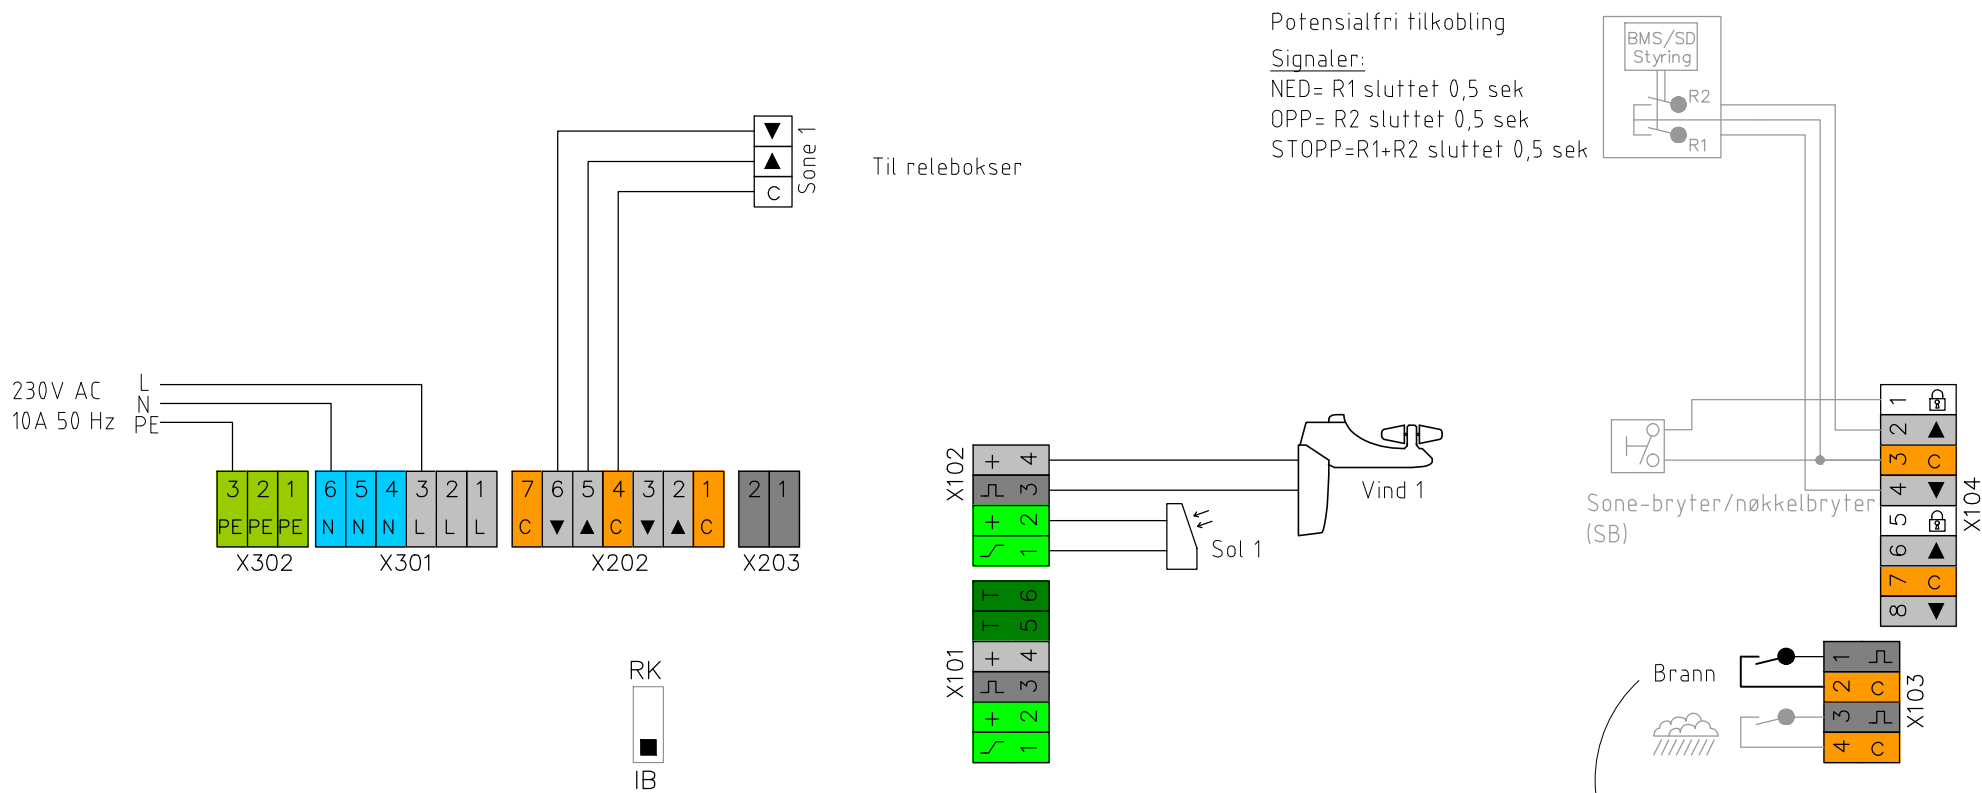 Potensialfri tilkobling
Signaler:
NED= R1 sluttet 0,5 sek
OPP= R2 sluttet 0,5 sek
STOPP=R1+R2 sluttet 0,5 sek
BMS/SD
Styring
R2
R1
▼
▲
C
Sone 1
Til relebokser
230V AC
10A 50 Hz
L
N
PE
3 2 1
PE PE PE
X302
6 5 4 3 2 1
N N N L L L
X301
7 6 5 4 3 2 1
C ▼ ▲ C ▼ ▲ C
X202
2 1
X203
RK
IB
X102
+ 4
3
+ 2
1
Vind 1
Sol 1
X101
T 6
T 5
+ 4
3
+ 2
1
Sone-bryter/nøkkelbryter
(SB)
1
2 ▲
3 C
4 ▼
5
6 ▲
7 C
8 ▼
X104
Brann
1
2 C
3
4 C
X103